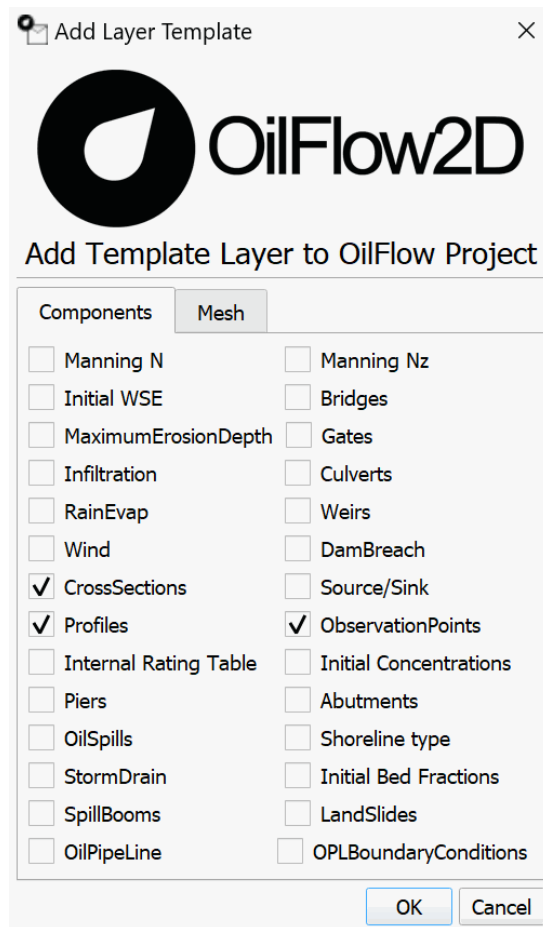 Add Layer Template
OilFlow2D
Add Template Layer to OilFlow Project
Components Mesh
Manning N Manning Nz
Initial WSE Bridges
MaximumErosionDepth Gates
Infiltration Culverts
RainEvap Weirs
Wind DamBreach
CrossSections Source/Sink
Profiles ObservationPoints
Internal Rating Table Initial Concentrations
Piers Abutments
OilSpills Shoreline type
StormDrain Initial Bed Fractions
SpillBooms LandSlides
OilPipeLine OPLBoundaryConditions
OK Cancel